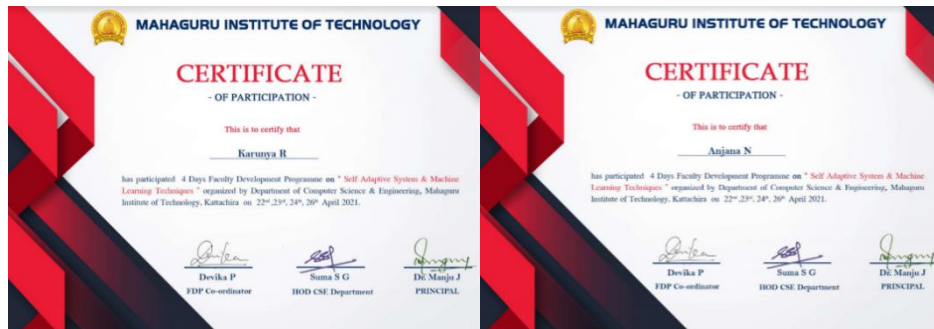 MAHAGURU INSTITUTE OF TECHNOLOGY
CERTIFICATE
- OF PARTICIPATION -
This is to certify that
Karunya R
has participated 4 Days Faculty Development Programme on " Self Adaptive System & Machine
Learning Techniques " organized by Department of Computer Science & Engineering, Mahaguru
Institute of Technology, Kattachira on 22nd ,23rd, 24th, 26th April 2021.
Devika P
Suma S G
Dr. Manju J
FDP Co-ordinator
HOD CSE Department
PRINCIPAL
MAHAGURU INSTITUTE OF TECHNOLOGY
CERTIFICATE
- OF PARTICIPATION -
This is to certify that
Anjana N
has participated 4 Days Faculty Development Programme on " Self Adaptive System & Machine
Learning Techniques " organized by Department of Computer Science & Engineering, Mahaguru
Institute of Technology, Kattachira on 22nd ,23rd, 24th, 26th April 2021.
Devika P
Suma S G
Dr. Manju J
FDP Co-ordinator
HOD CSE Department
PRINCIPAL